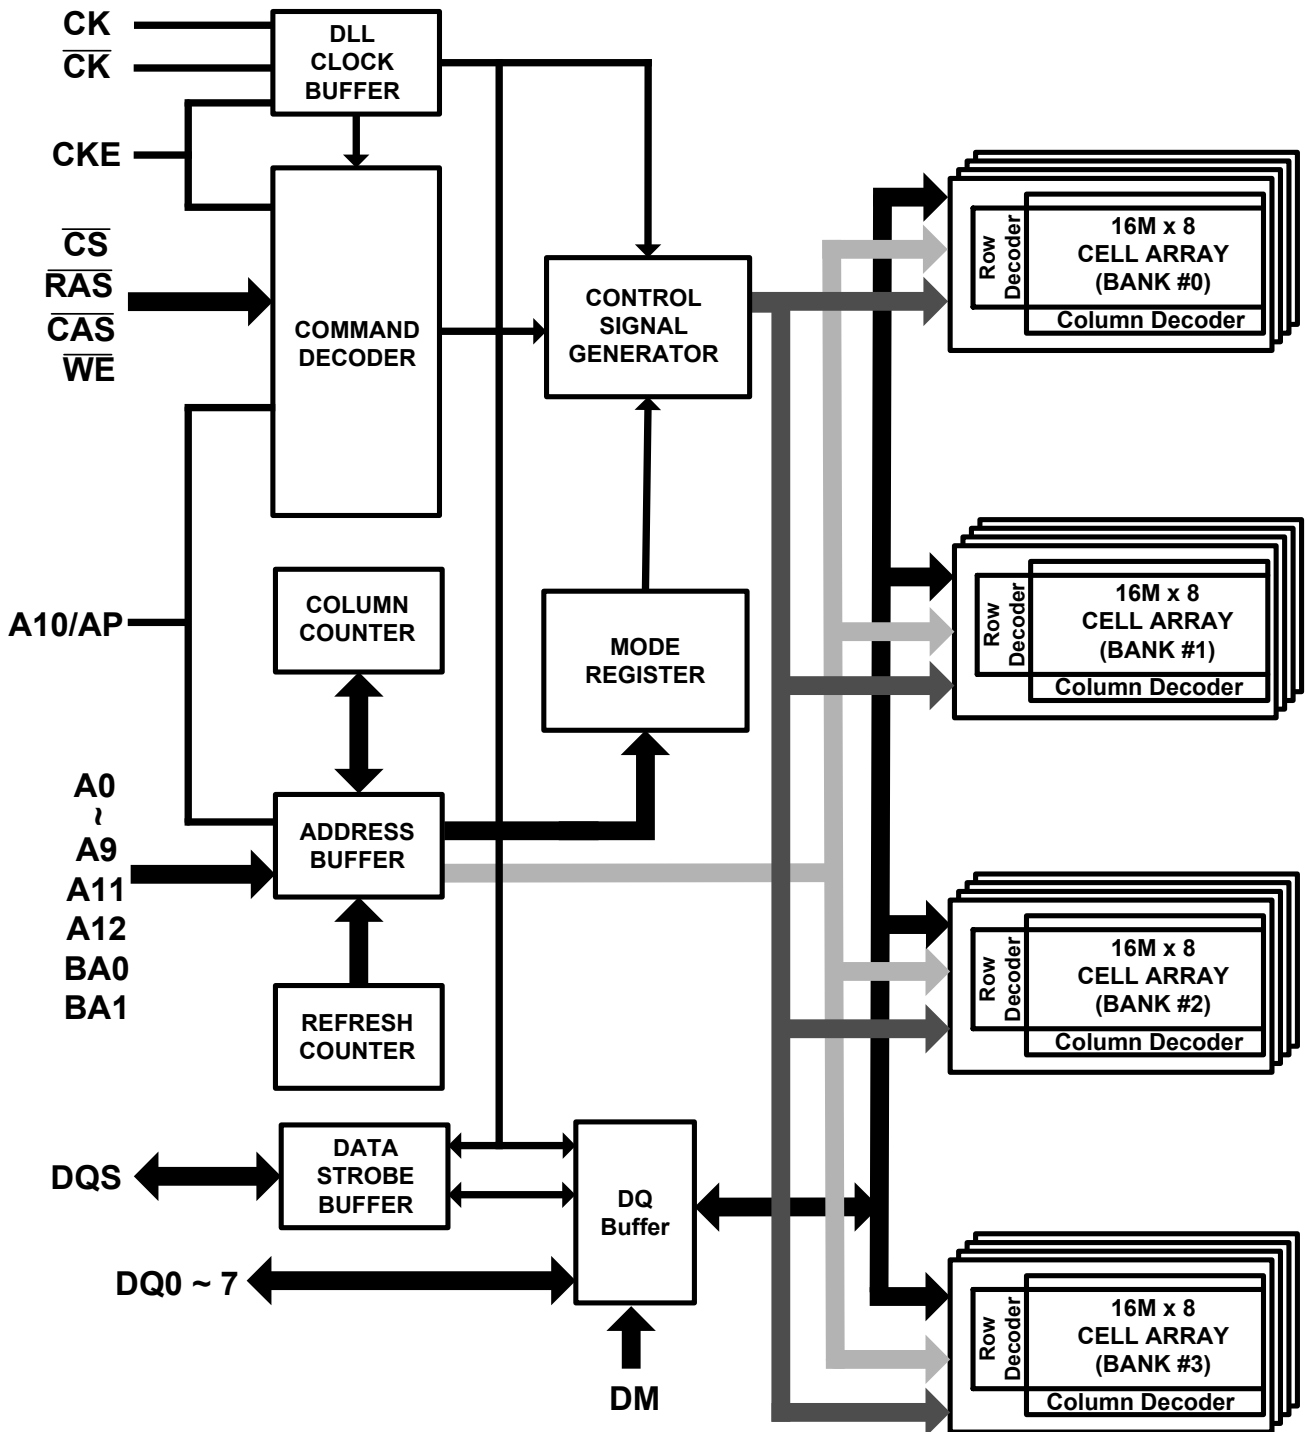 CK
CK
CKE
CS
RAS
CAS
WE
A10/AP
A0
~
A9
A11
A12
BA0
BA1
DQS
DQ0 ~ 7
DM
DLL
CLOCK
BUFFER
COMMAND
DECODER
CONTROL
SIGNAL
GENERATOR
COLUMN
COUNTER
MODE
REGISTER
ADDRESS
BUFFER
REFRESH
COUNTER
DATA
STROBE
BUFFER
DQ
Buffer
Row
Decoder
16M x 8
CELL ARRAY
(BANK #0)
Column Decoder
Row
Decoder
16M x 8
CELL ARRAY
(BANK #1)
Column Decoder
Row
Decoder
16M x 8
CELL ARRAY
(BANK #2)
Column Decoder
Row
Decoder
16M x 8
CELL ARRAY
(BANK #3)
Column Decoder